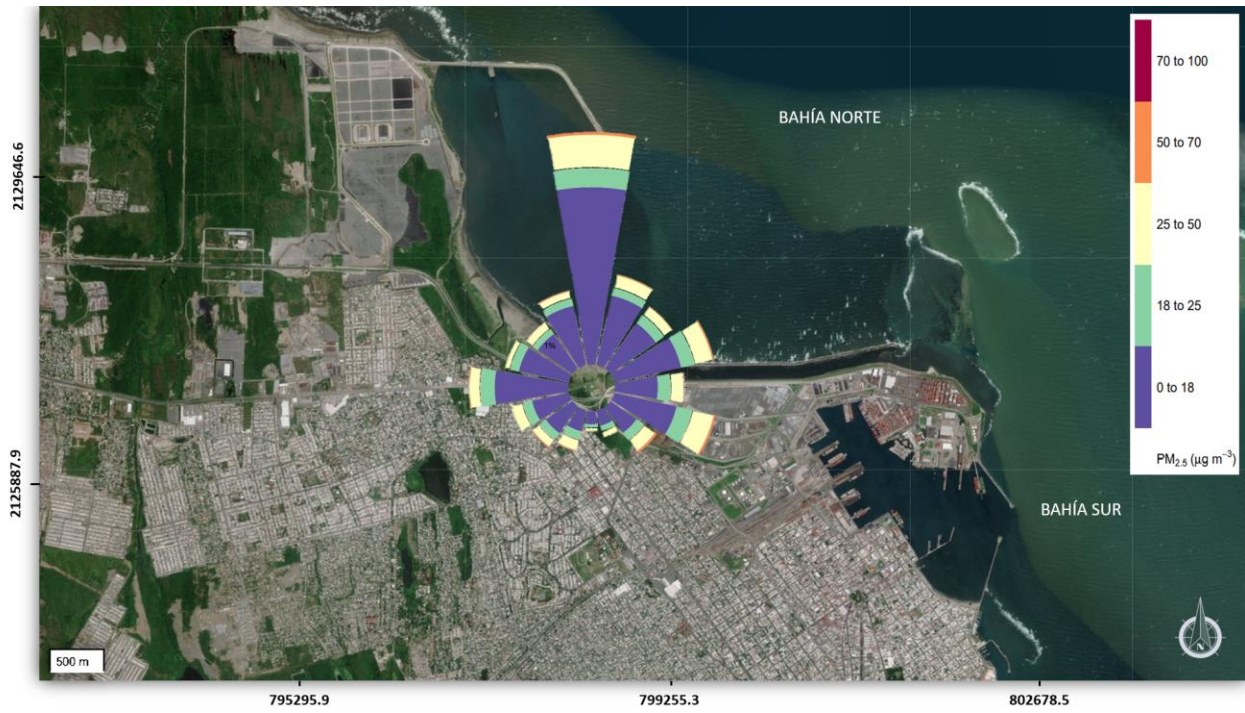 70 to 100
BAHÍA NORTE
50 to 70
2129646.6
25 to 50
18 to 25
1%
0 to 18
PM2.5 (μg m⁻³)
2125887.9
BAHÍA SUR
N
500 m
795295.9
799255.3
802678.5